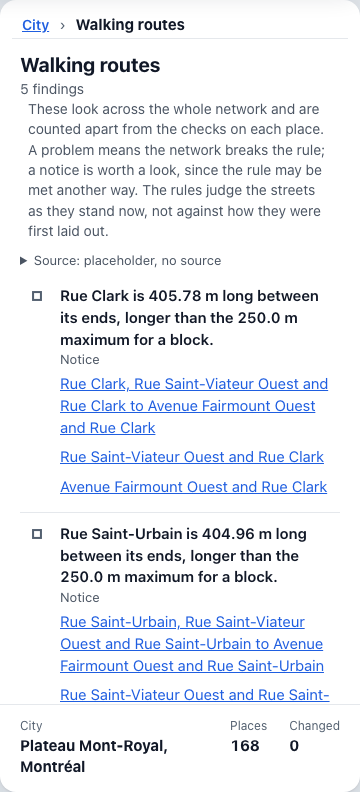 City › Walking routes
Walking routes
5 findings
These look across the whole network and are
counted apart from the checks on each place.
A problem means the network breaks the rule;
a notice is worth a look, since the rule may be
met another way. The rules judge the streets
as they stand now, not against how they were
first laid out.
Source: placeholder, no source
Rue Clark is 405.78 m long between
its ends, longer than the 250.0 m
maximum for a block.
Notice
Rue Clark, Rue Saint-Viateur Ouest and
Rue Clark to Avenue Fairmount Ouest
and Rue Clark
Rue Saint-Viateur Ouest and Rue Clark
Avenue Fairmount Ouest and Rue Clark
Rue Saint-Urbain is 404.96 m long
between its ends, longer than the
250.0 m maximum for a block.
Notice
Rue Saint-Urbain, Rue Saint-Viateur
Ouest and Rue Saint-Urbain to Avenue
Fairmount Ouest and Rue Saint-Urbain
Rue Saint-Viateur Ouest and Rue Saint-
City Places Changed
Plateau Mont-Royal, 168 0
Montréal